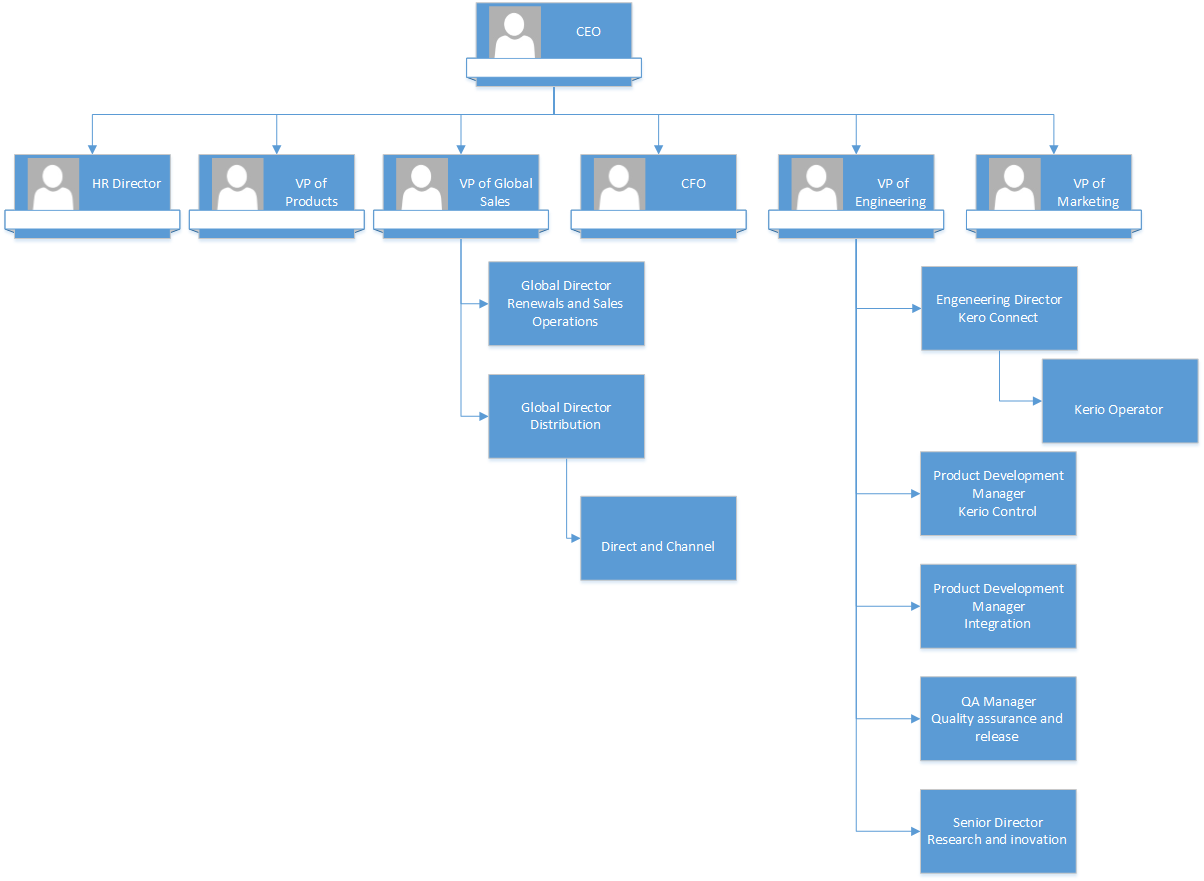 CEO
HR Director
VP of
Products
VP of Global
Sales
CFO
VP of
Engineering
VP of
Marketing
Global Director
Renewals and Sales
Operations
Global Director
Distribution
Direct and Channel
Engeneering Director
Kero Connect
Kerio Operator
Product Development
Manager
Kerio Control
Product Development
Manager
Integration
QA Manager
Quality assurance and
release
Senior Director
Research and inovation